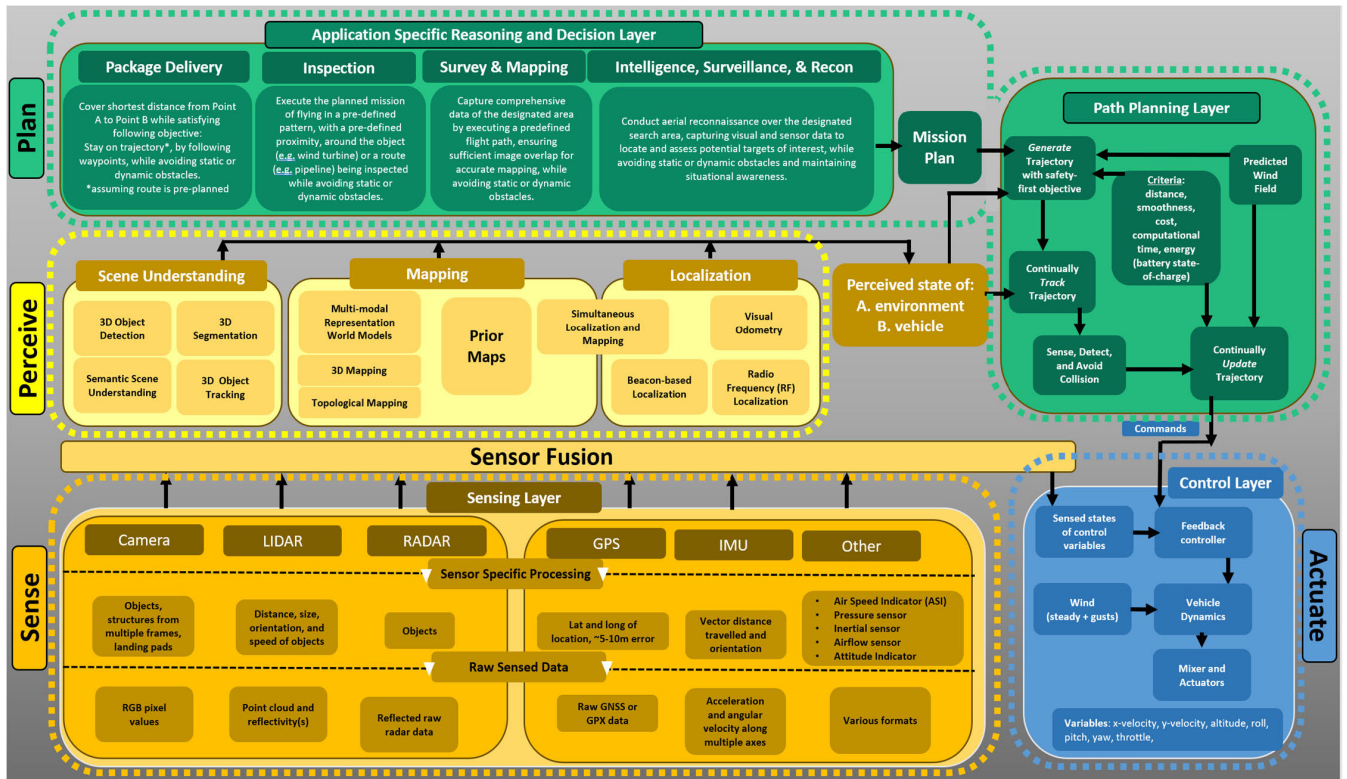 Plan
Application Specific Reasoning and Decision Layer
Package Delivery
Cover shortest distance from Point
A to Point B while satisfying
following objective:
Stay on trajectory*, by following
waypoints, while avoiding static or
dynamic obstacles.
*assuming route is pre-planned
Inspection
Execute the planned mission
of flying in a pre-defined
pattern, with a pre-defined
proximity, around the object
(e.g. wind turbine) or a route
(e.g. pipeline) being inspected
while avoiding static or
dynamic obstacles.
Survey & Mapping
Capture comprehensive
data of the designated area
by executing a predefined
flight path, ensuring
sufficient image overlap for
accurate mapping, while
avoiding static or dynamic
obstacles.
Intelligence, Surveillance, & Recon
Conduct aerial reconnaissance over the designated
search area, capturing visual and sensor data to
locate and assess potential targets of interest, while
avoiding static or dynamic obstacles and maintaining
situational awareness.
Mission
Plan
Path Planning Layer
Generate
Trajectory
with safety-
first objective
Predicted
Wind
Field
Criteria:
distance,
smoothness,
cost,
computational
time, energy
(battery state-
of-charge)
Continually
Track
Trajectory
Sense, Detect,
and Avoid
Collision
Continually
Update
Trajectory
Perceive
Scene Understanding
3D Object
Detection
3D
Segmentation
Semantic Scene
Understanding
3D Object
Tracking
Mapping
Multi-modal
Representation
World Models
3D Mapping
Topological Mapping
Prior
Maps
Simultaneous
Localization and
Mapping
Localization
Visual
Odometry
Beacon-based
Localization
Radio
Frequency (RF)
Localization
Perceived state of:
A. environment
B. vehicle
Commands
Sensor Fusion
Sense
Sensing Layer
Camera
LIDAR
RADAR
GPS
IMU
Other
Sensor Specific Processing
Objects,
structures from
multiple frames,
landing pads
Distance, size,
orientation, and
speed of objects
Objects
Lat and long of
location, ~5-10m error
Vector distance
travelled and
orientation
• Air Speed Indicator (ASI)
• Pressure sensor
• Inertial sensor
• Airflow sensor
• Attitude Indicator
Raw Sensed Data
RGB pixel
values
Point cloud and
reflectivity(s)
Reflected raw
radar data
Raw GNSS or
GPX data
Acceleration
and angular
velocity along
multiple axes
Various formats
Actuate
Control Layer
Sensed states
of control
variables
Feedback
controller
Wind
(steady + gusts)
Vehicle
Dynamics
Mixer and
Actuators
Variables: x-velocity, y-velocity, altitude, roll,
pitch, yaw, throttle,